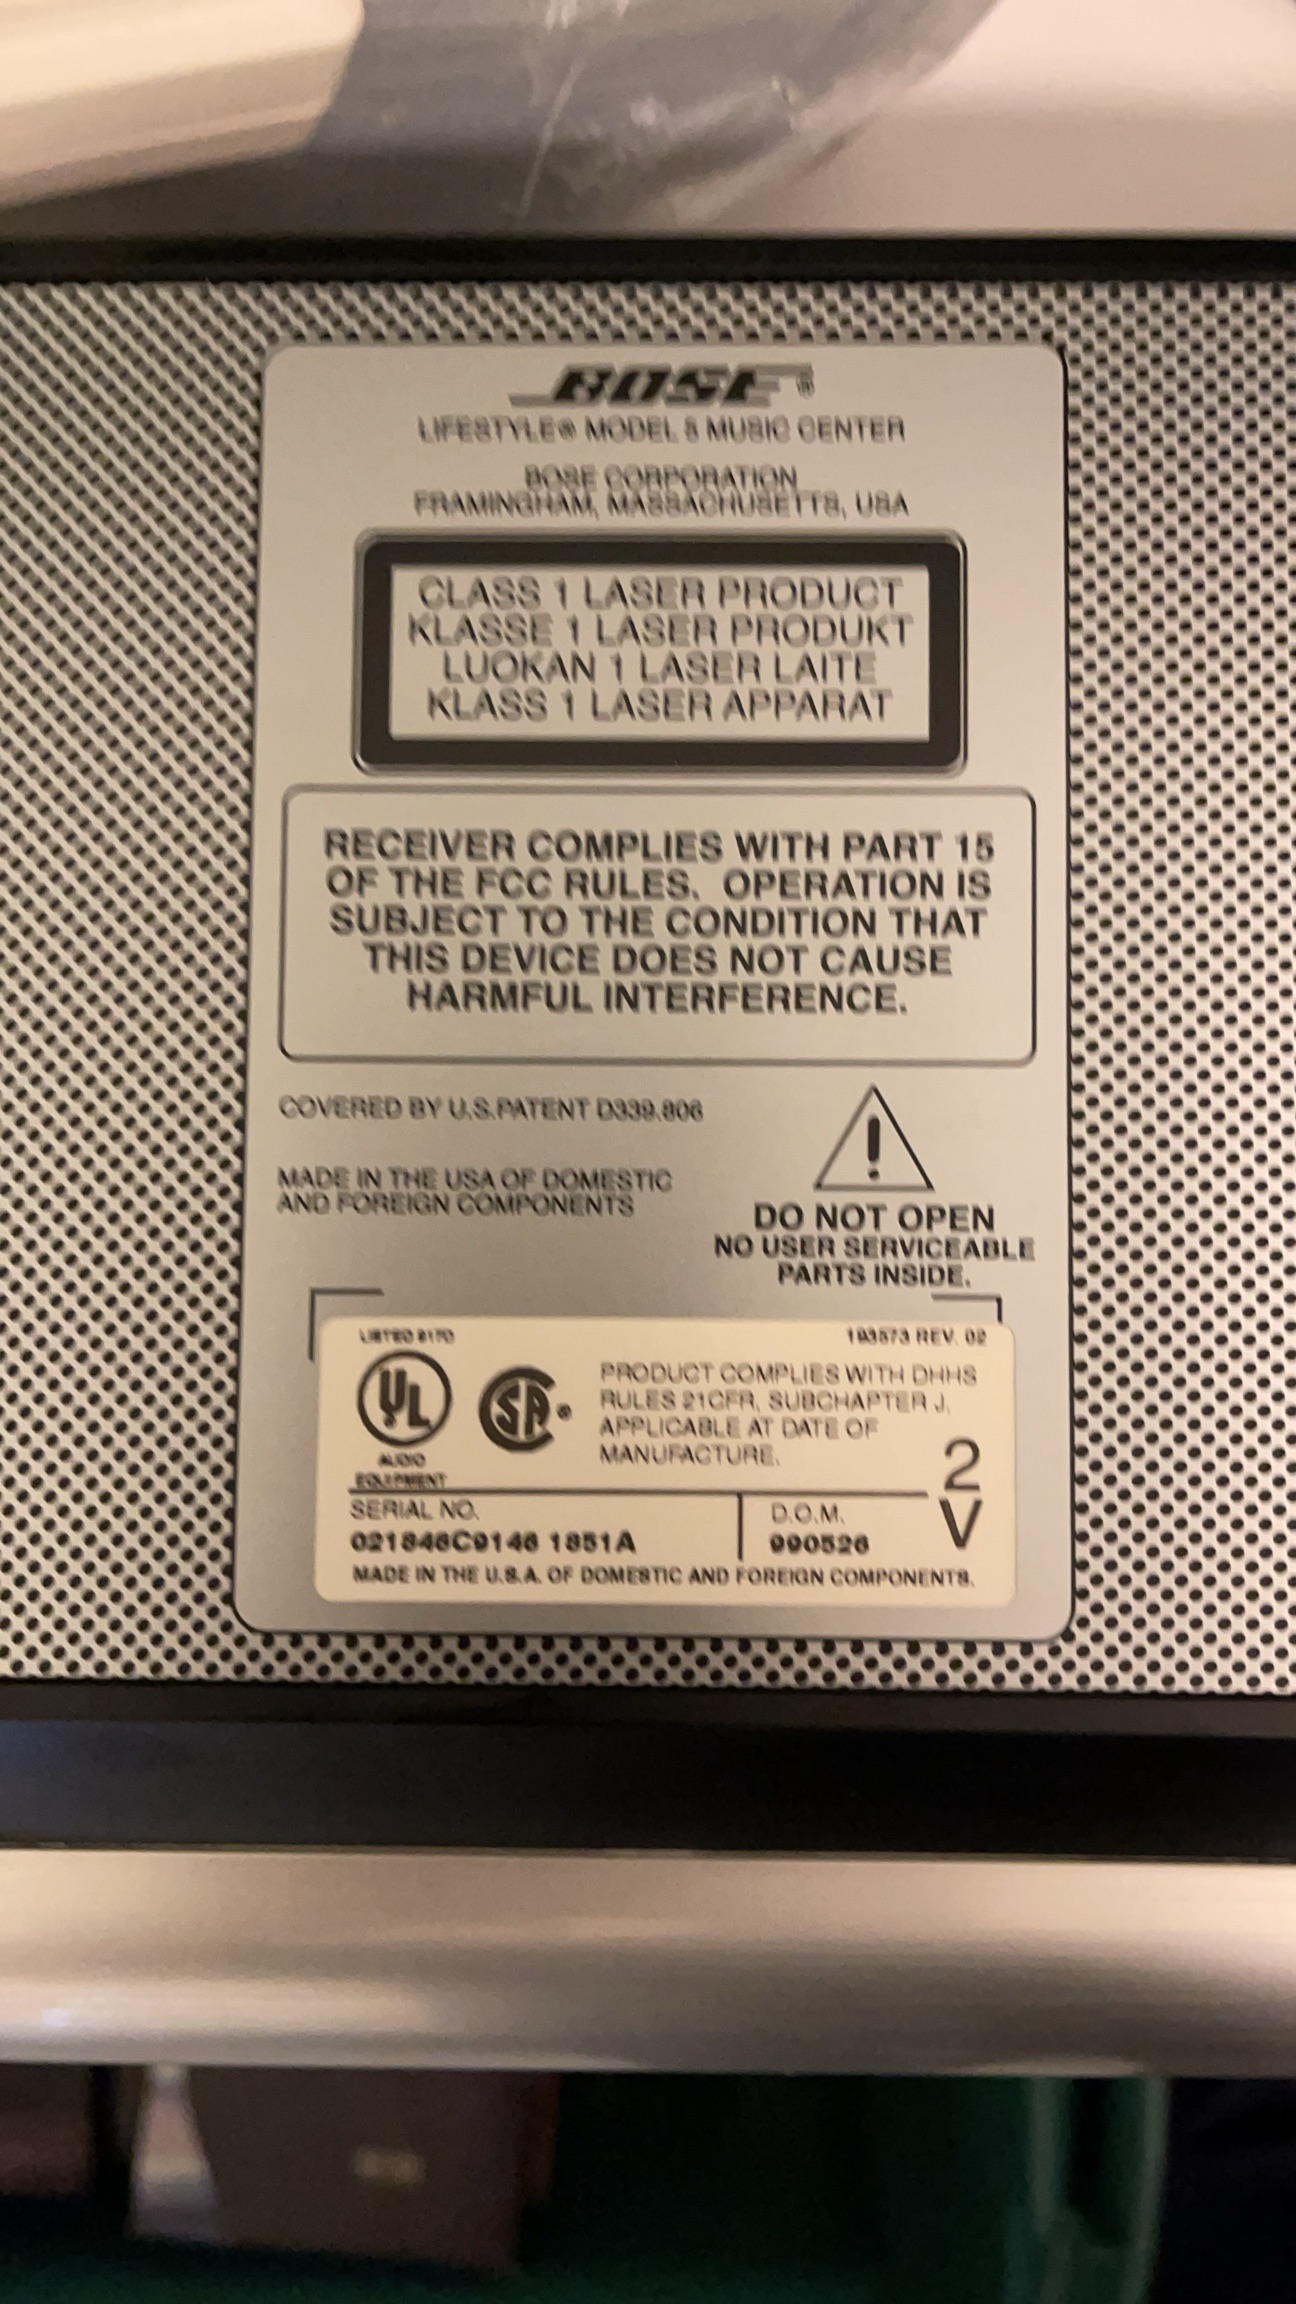 BOSE®
LIFESTYLE® MODEL 5 MUSIC CENTER
BOSE CORPORATION
FRAMINGHAM, MASSACHUSETTS, USA
CLASS 1 LASER PRODUCT
KLASSE 1 LASER PRODUKT
LUOKAN 1 LASER LAITE
KLASS 1 LASER APPARAT
RECEIVER COMPLIES WITH PART 15
OF THE FCC RULES. OPERATION IS
SUBJECT TO THE CONDITION THAT
THIS DEVICE DOES NOT CAUSE
HARMFUL INTERFERENCE.
COVERED BY U.S.PATENT D339,806
MADE IN THE USA OF DOMESTIC
AND FOREIGN COMPONENTS
!
DO NOT OPEN
NO USER SERVICEABLE
PARTS INSIDE.
LISTED
193573 REV. 02
UL
SA®
AUDIO
EQUIPMENT
PRODUCT COMPLIES WITH DHHS
RULES 21CFR, SUBCHAPTER J,
APPLICABLE AT DATE OF
MANUFACTURE.
2
V
SERIAL NO.
D.O.M.
990526
MADE IN THE U.S.A. OF DOMESTIC AND FOREIGN COMPONENTS.